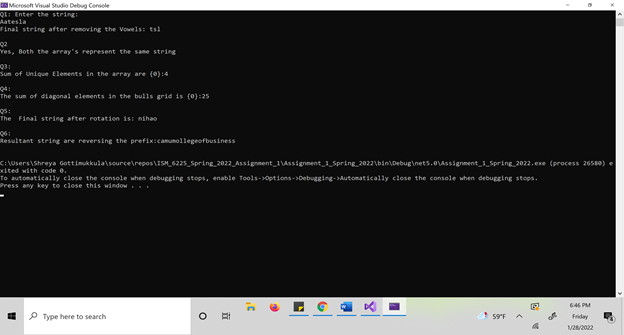 Microsoft Visual Studio Debug Console
Q1: Enter the string:
Aatesla
Final string after removing the Vowels: tsl
Q2
Yes, Both the array's represent the same string
Q3:
Sum of Unique Elements in the array are {0}:4
Q4:
The sum of diagonal elements in the bulls grid is {0}:25
Q5:
The  Final string after rotation is: nihao
Q6:
Resultant string are reversing the prefix:camumollegeofbusiness
C:\Users\Shreya Gottimukkula\source\repos\ISM_6225_Spring_2022_Assignment_1\Assignment_1_Spring_2022\bin\Debug\net5.0\Assignment_1_Spring_2022.exe (process 26580) e
xited with code 0.
To automatically close the console when debugging stops, enable Tools->Options->Debugging->Automatically close the console when debugging stops.
Press any key to close this window . . .
Type here to search
59°F
6:46 PM
Friday
1/28/2022